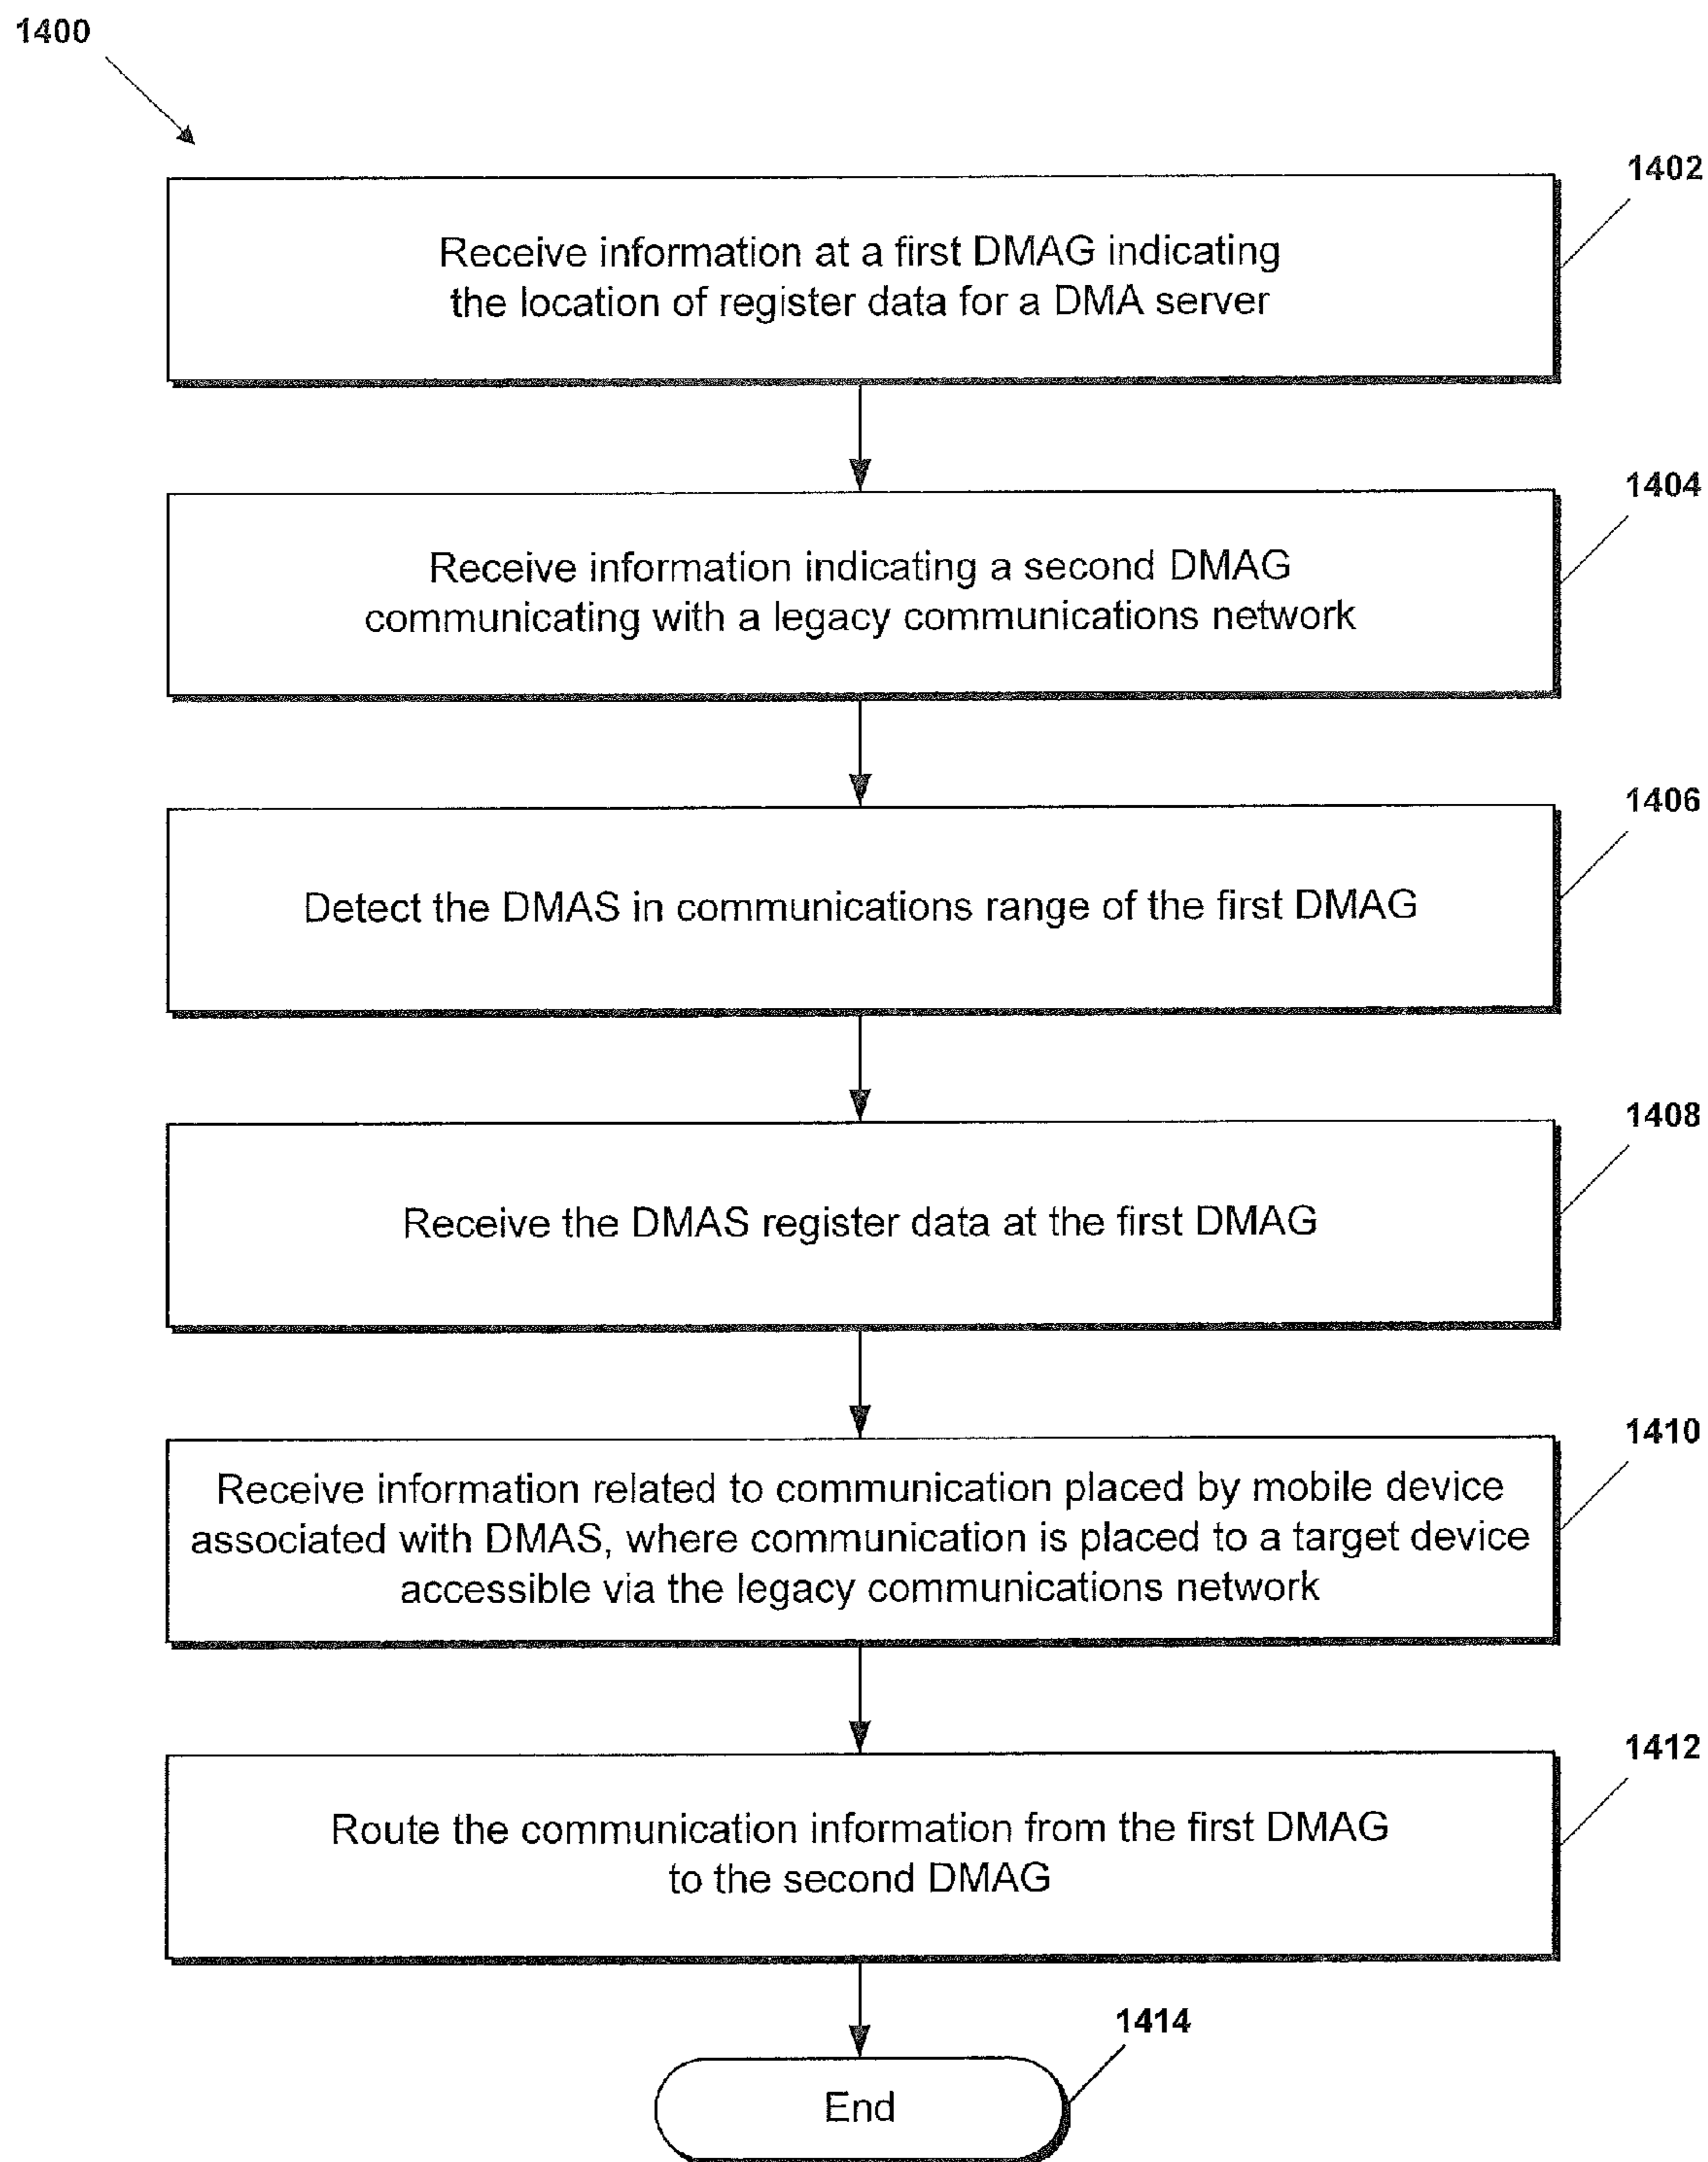 1400
1402
Receive information at a first DMAG indicating
the location of register data for a DMA server
1404
Receive information indicating a second DMAG
communicating with a legacy communications network
1406
Detect the DMAS in communications range of the first DMAG
1408
Receive the DMAS register data at the first DMAG
1410
Receive information related to communication placed by mobile device
associated with DMAS, where communication is placed to a target device
accessible via the legacy communications network
1412
Route the communication information from the first DMAG
to the second DMAG
1414
End